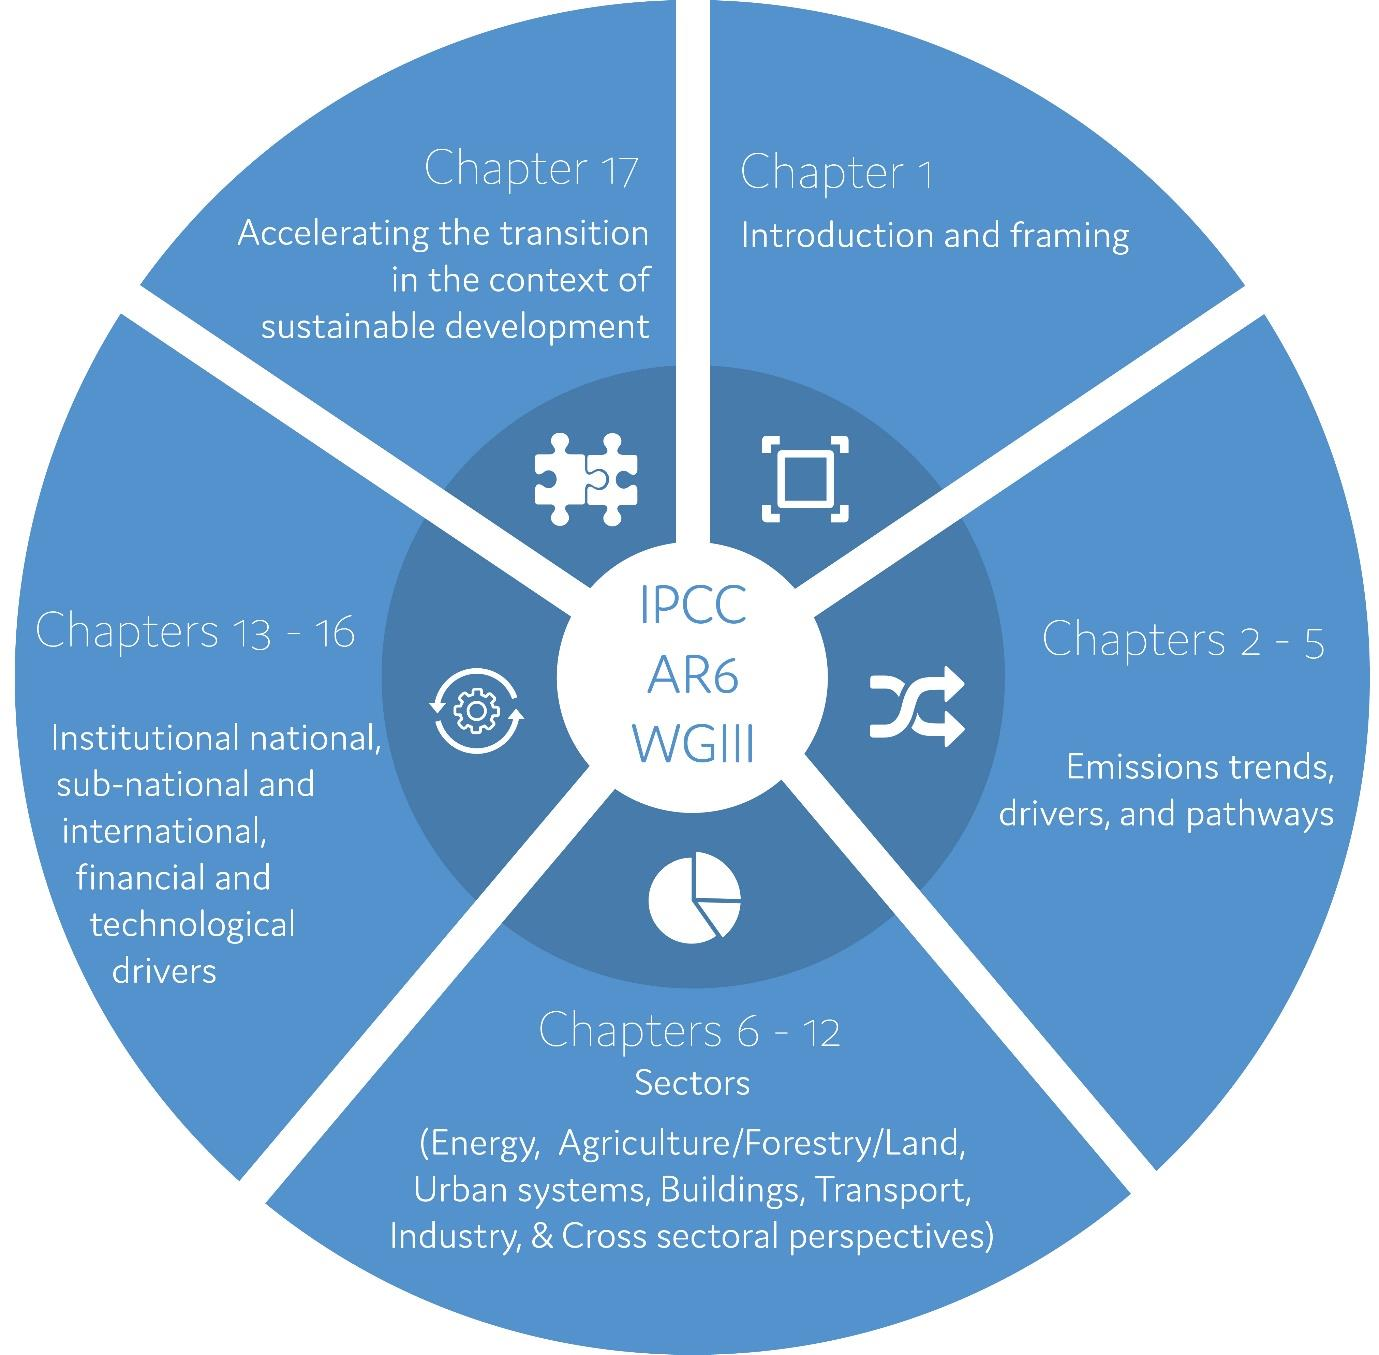 Chapter 17
Accelerating the transition
in the context of
sustainable development
Chapter 1
Introduction and framing
IPCC
AR6
WGIII
Chapters 13 - 16
Institutional national,
sub-national and
international,
financial and
technological
drivers
Chapters 2 - 5
Emissions trends,
drivers, and pathways
Chapters 6 - 12
Sectors
(Energy, Agriculture/Forestry/Land,
Urban systems, Buildings, Transport,
Industry, & Cross sectoral perspectives)